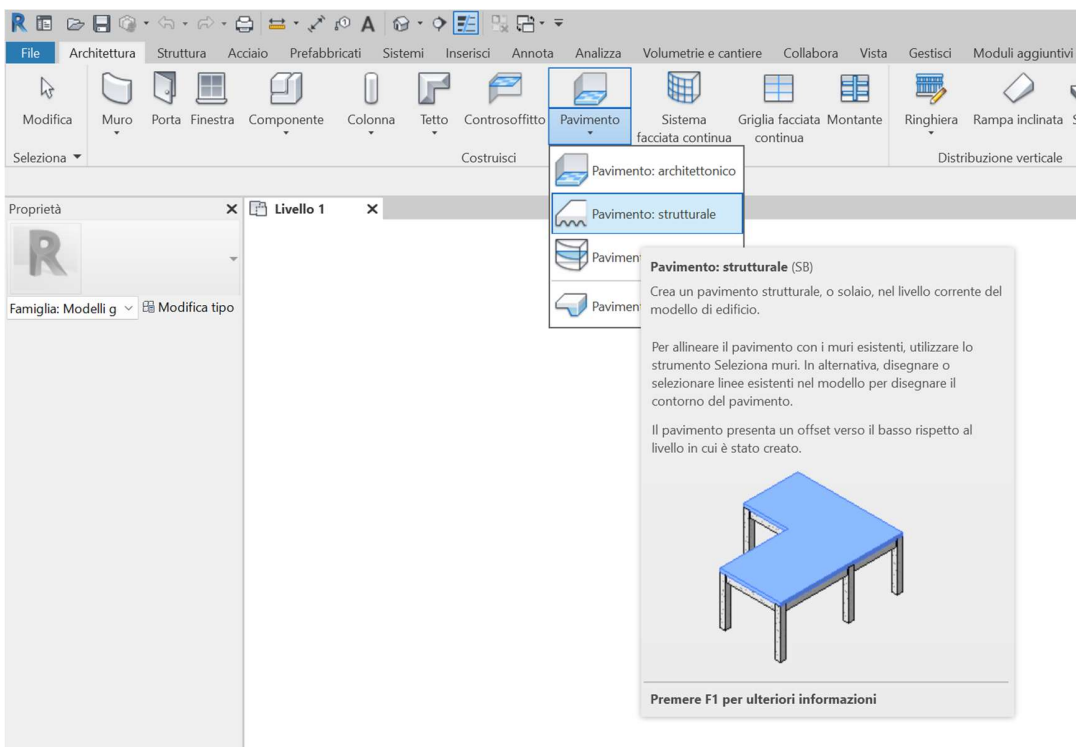 File Architettura Struttura Acciaio Prefabbricati Sistemi Inserisci Annota Analizza Volumetrie e cantiere Collabora Vista Gestisci Moduli aggiuntivi
Modifica Muro Porta Finestra Componente Colonna Tetto Controsoffitto Pavimento Sistema facciata continua Griglia facciata continua Montante Ringhiera Rampa inclinata
Seleziona Costruisci Distribuzione verticale
Pavimento: architettonico
Proprietà Livello 1
Pavimento: strutturale
Pavimen
Pavimen
R
Famiglia: Modelli g Modifica tipo
Pavimento: strutturale (SB)
Crea un pavimento strutturale, o solaio, nel livello corrente del
modello di edificio.
Per allineare il pavimento con i muri esistenti, utilizzare lo
strumento Seleziona muri. In alternativa, disegnare o
selezionare linee esistenti nel modello per disegnare il
contorno del pavimento.
Il pavimento presenta un offset verso il basso rispetto al
livello in cui è stato creato.
Premere F1 per ulteriori informazioni